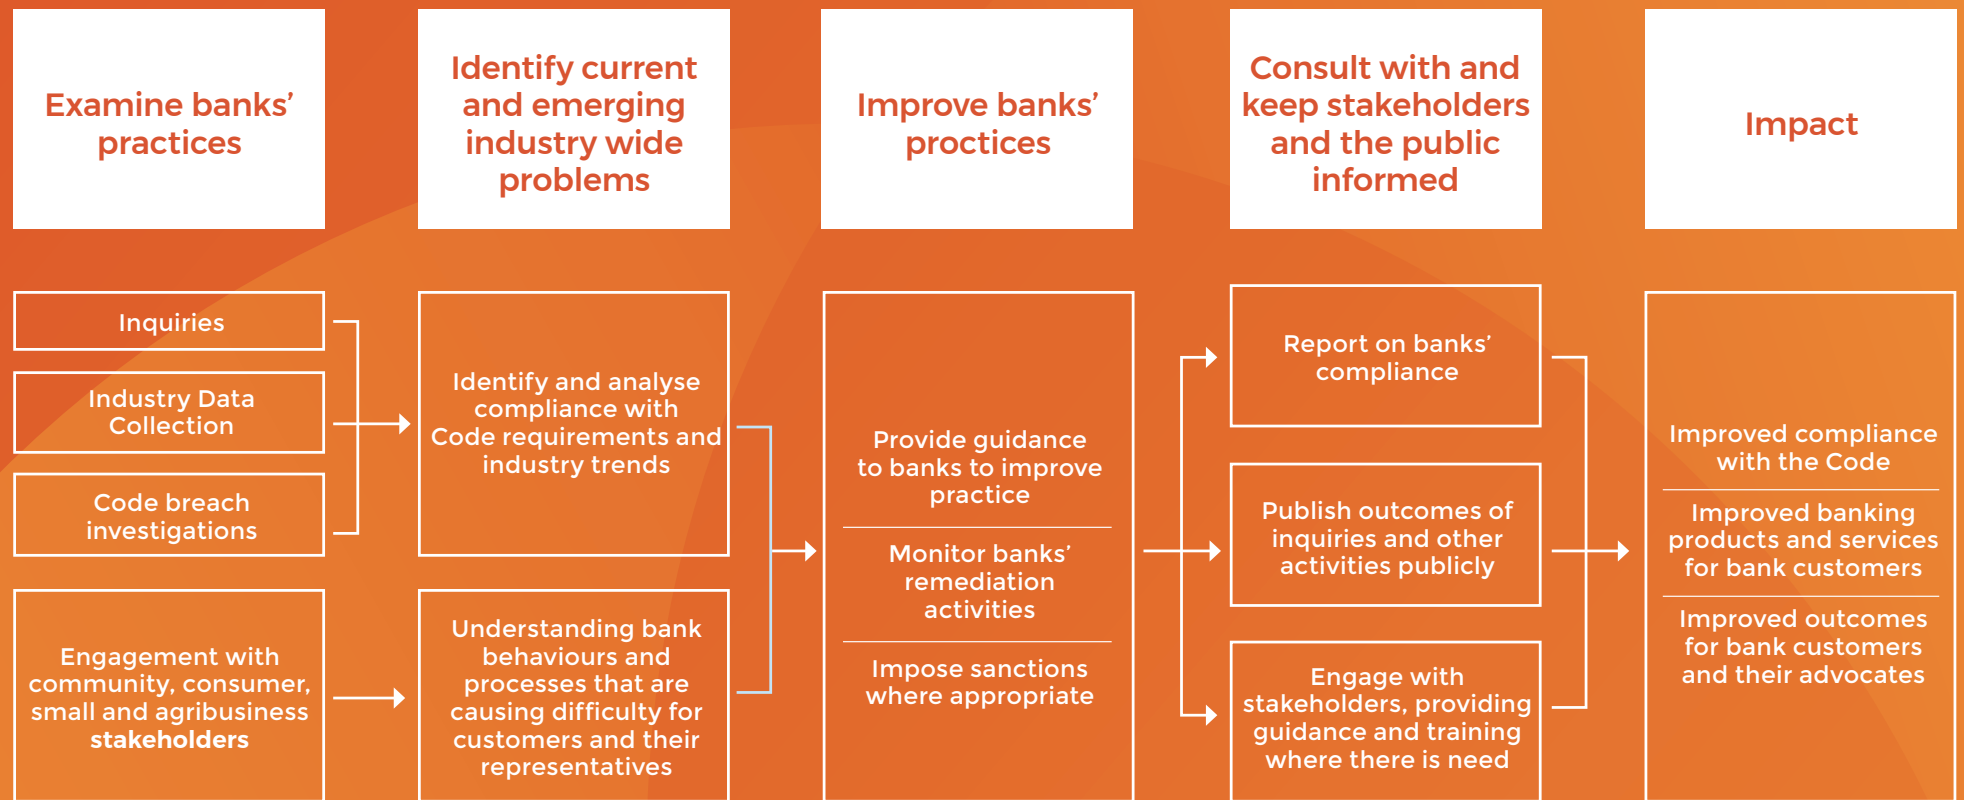 Examine banks’
practices
Identify current
and emerging
industry wide
problems
Improve banks’
proctices
Consult with and
keep stakeholders
and the public
informed
Impact
Inquiries
Industry Data
Collection
Code breach
investigations
Engagement with
community, consumer,
small and agribusiness
stakeholders
Identify and analyse
compliance with
Code requirements and
industry trends
Understanding bank
behaviours and
processes that are
causing difficulty for
customers and their
representatives
Provide guidance
to banks to improve
practice
Monitor banks’
remediation
activities
Impose sanctions
where appropriate
Report on banks’
compliance
Publish outcomes of
inquiries and other
activities publicly
Engage with
stakeholders, providing
guidance and training
where there is need
Improved compliance
with the Code
Improved banking
products and services
for bank customers
Improved outcomes
for bank customers
and their advocates